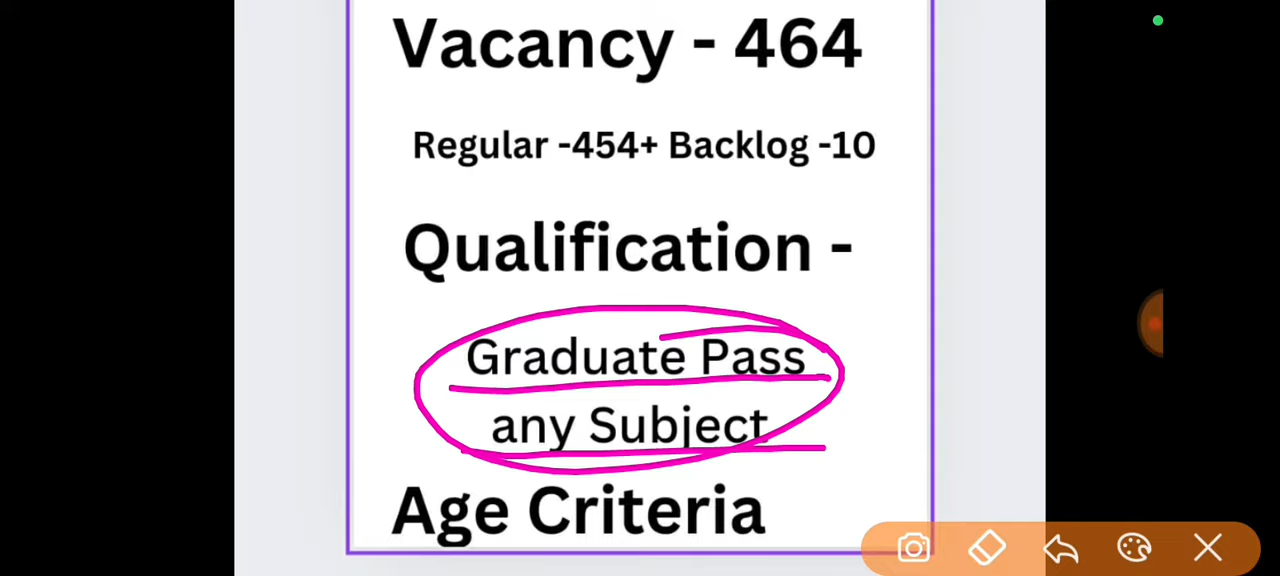 Vacancy - 464
Regular -454+ Backlog -10
Qualification -
Graduate Pass
any Subject
Age Criteria